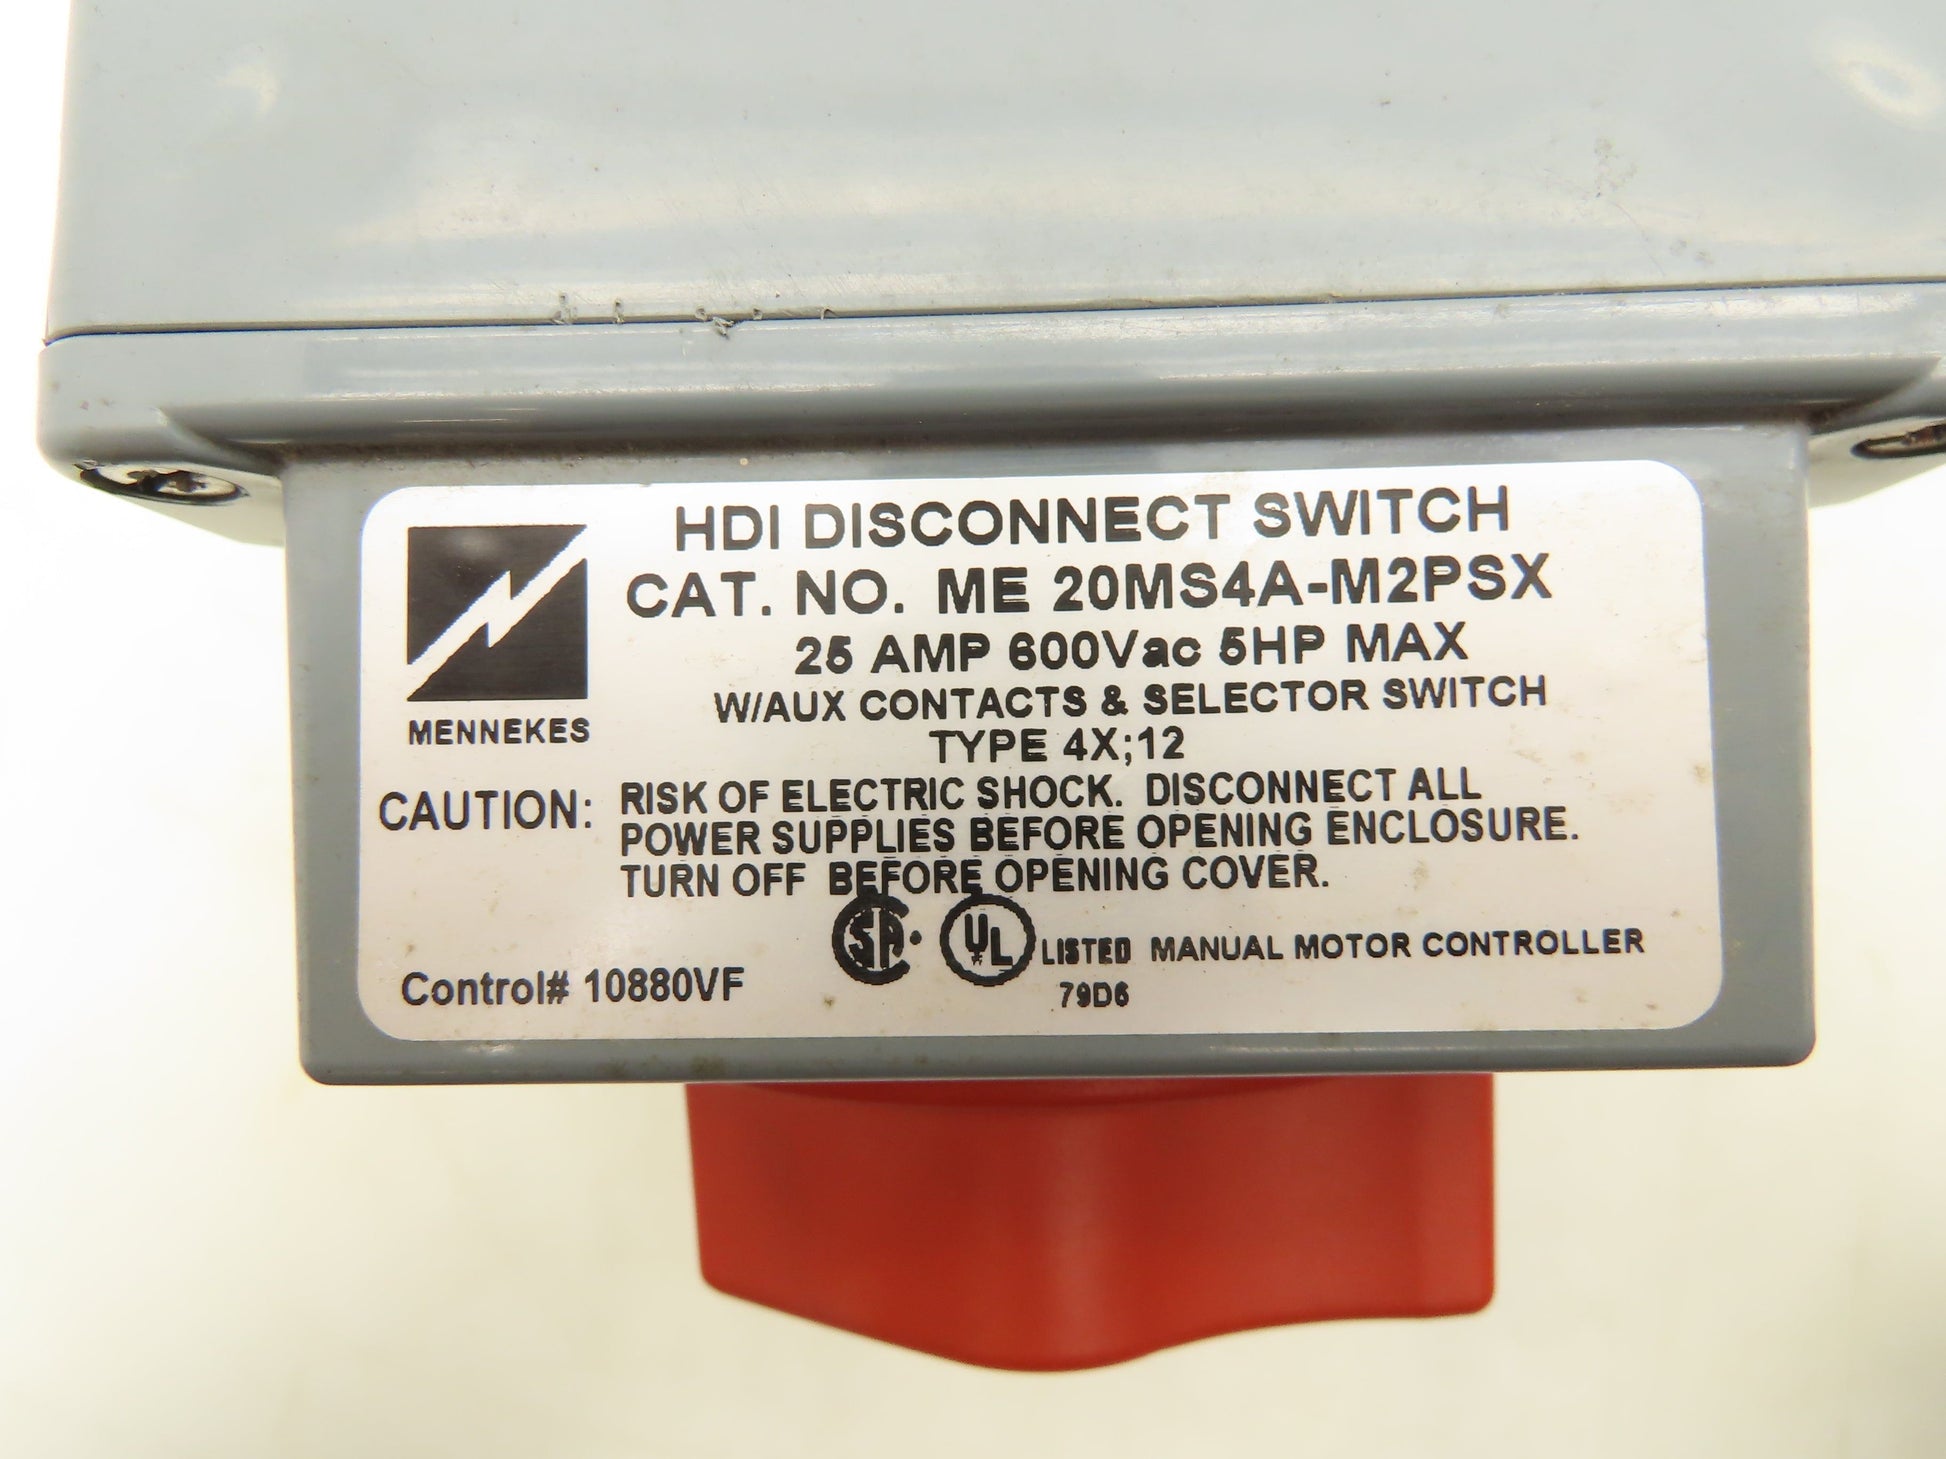 HDI DISCONNECT SWITCH
CAT. NO. ME 20MS4A-M2PSX
25 AMP 600Vac 5HP MAX
W/AUX CONTACTS & SELECTOR SWITCH
TYPE 4X;12
MENNEKES
CAUTION: RISK OF ELECTRIC SHOCK. DISCONNECT ALL
POWER SUPPLIES BEFORE OPENING ENCLOSURE.
TURN OFF BEFORE OPENING COVER.
SA UL LISTED MANUAL MOTOR CONTROLLER
Control# 10880VF 79D6